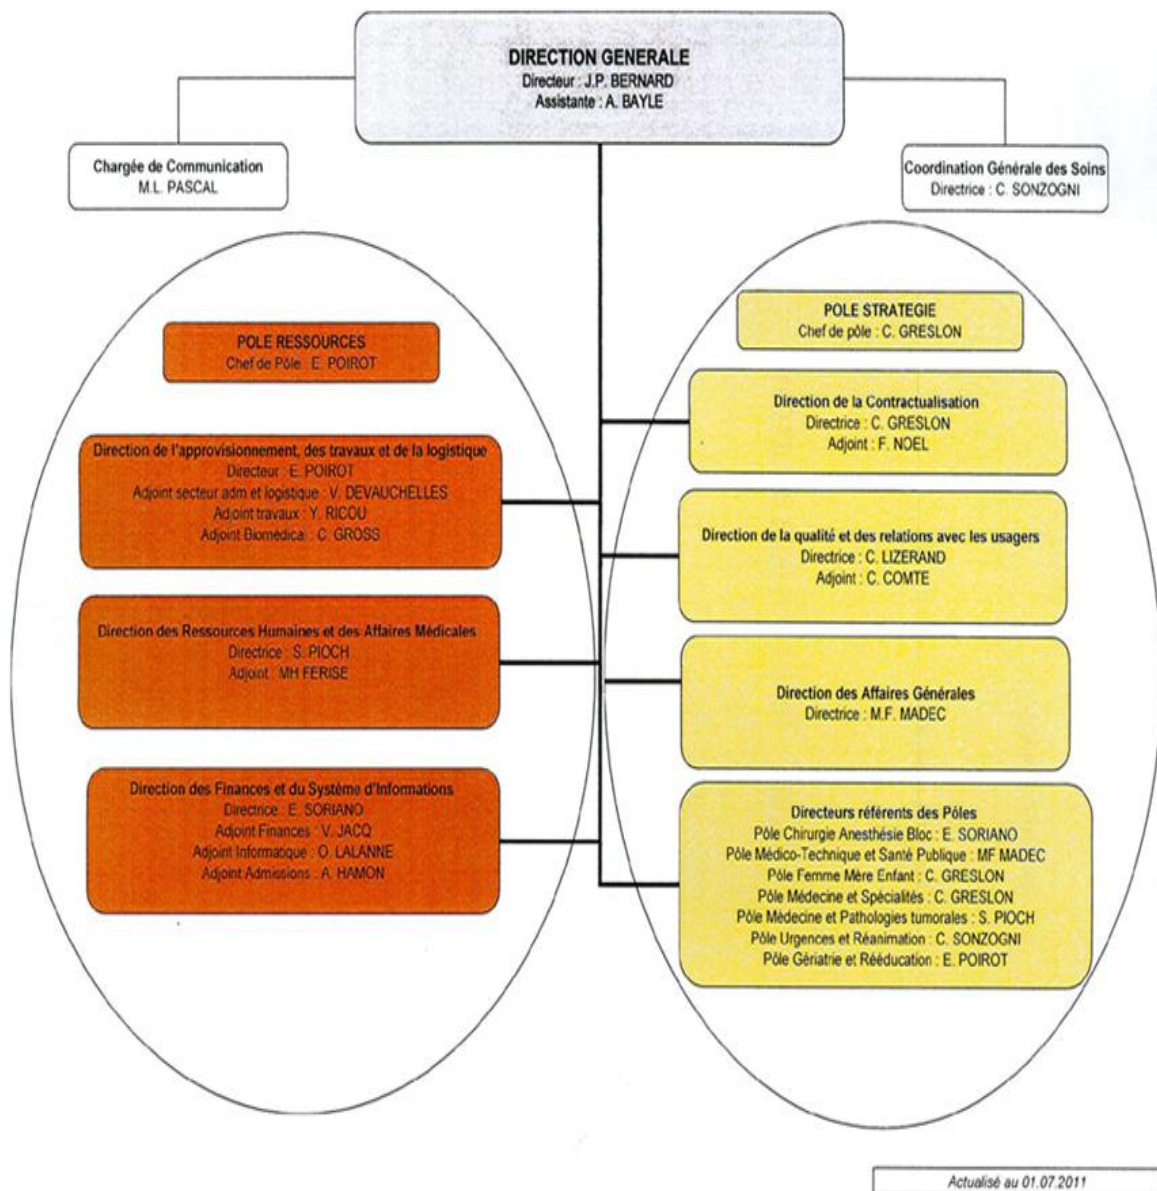 DIRECTION GENERALE
Directeur : J.P. BERNARD
Assistante : A. BAYLE
Chargée de Communication
M.L. PASCAL
Coordination Générale des Soins
Directrice : C. SONZOGNI
POLE RESSOURCES
Chef de Pôle : E. POIROT
Direction de l'approvisionnement, des travaux et de la logistique
Directeur : E. POIROT
Adjoint secteur adm et logistique : V. DEVAUCHELLES
Adjoint travaux : Y. RICOU
Adjoint Biomédical : C. GROSS
Direction des Ressources Humaines et des Affaires Médicales
Directrice : S. PIOCH
Adjoint : MH FERISE
Direction des Finances et du Système d'Informations
Directrice : E. SORIANO
Adjoint Finances : V. JACQ
Adjoint Informatique : O. LALANNE
Adjoint Admissions : A. HAMON
POLE STRATEGIE
Chef de pôle : C. GRESLON
Direction de la Contractualisation
Directrice : C. GRESLON
Adjoint : F. NOEL
Direction de la qualité et des relations avec les usagers
Directrice : C. LIZERAND
Adjoint : C. COMTE
Direction des Affaires Générales
Directrice : M.F. MADEC
Directeurs référents des Pôles
Pôle Chirurgie Anesthésie Bloc : E. SORIANO
Pôle Médico-Technique et Santé Publique : MF MADEC
Pôle Femme Mère Enfant : C. GRESLON
Pôle Médecine et Spécialités : C. GRESLON
Pôle Médecine et Pathologies tumorales : S. PIOCH
Pôle Urgences et Réanimation : C. SONZOGNI
Pôle Gériatrie et Rééducation : E. POIROT
Actualisé au 01.07.2011